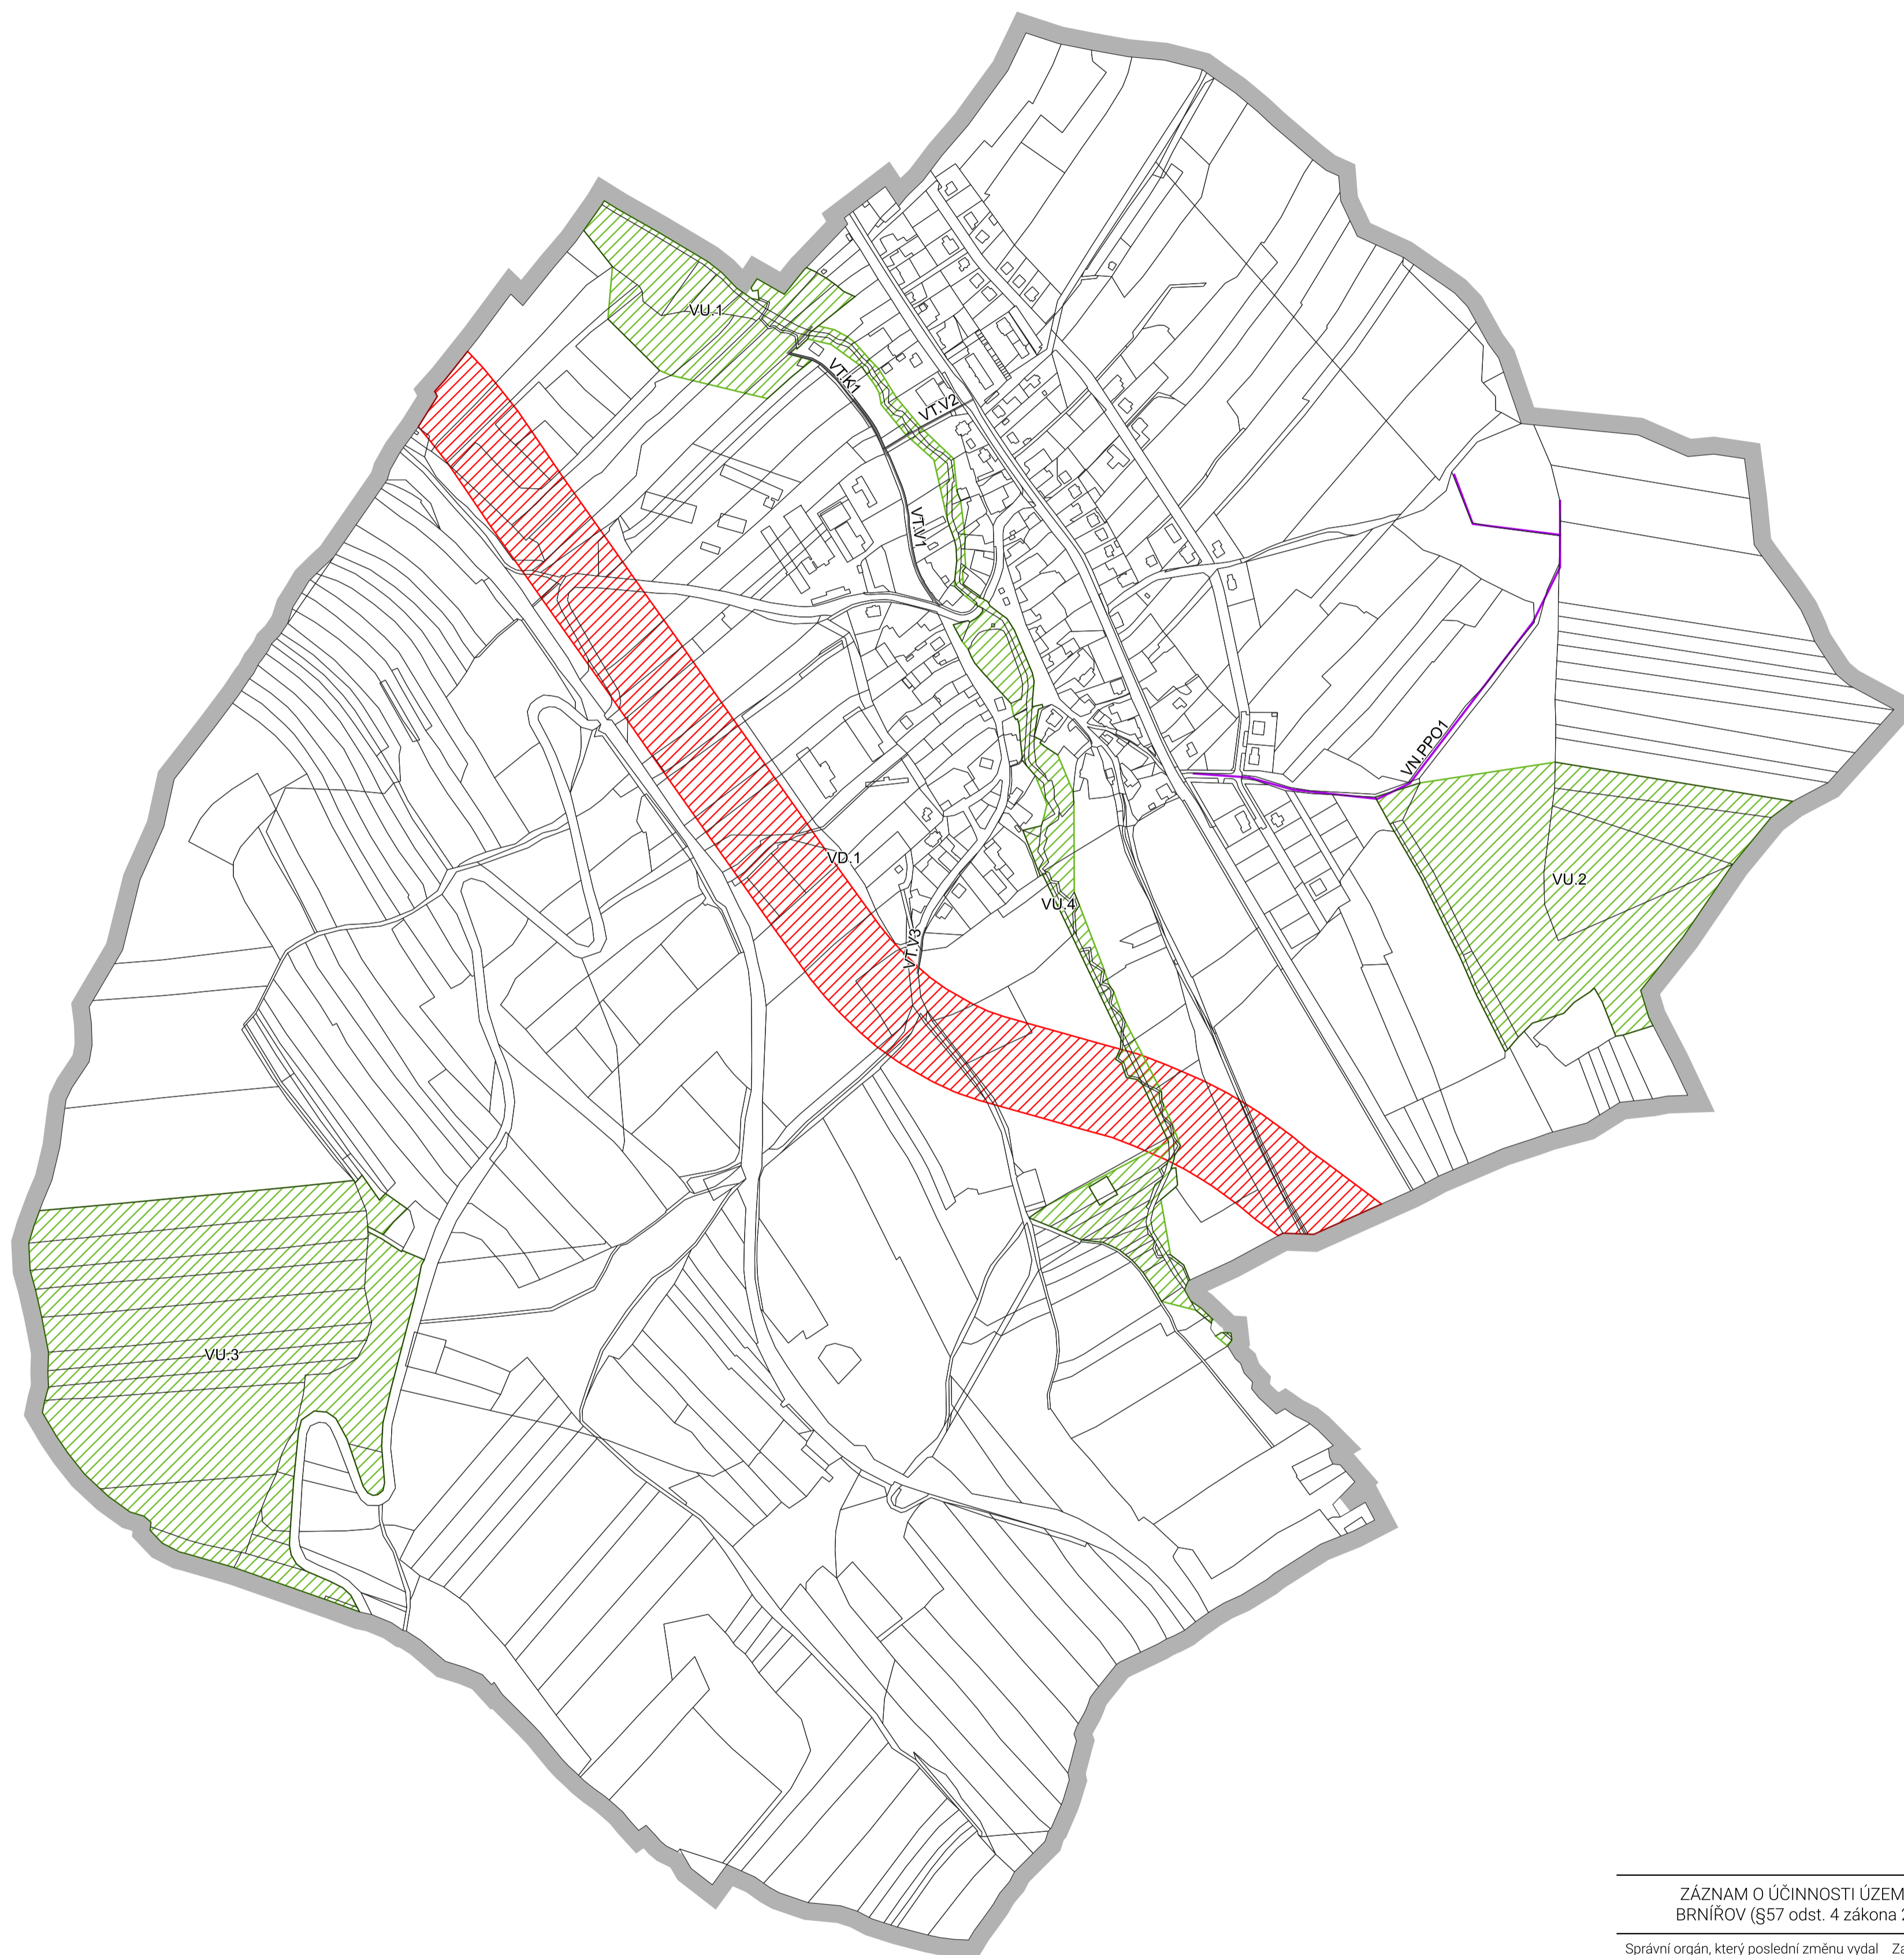 VU.1
VT.K1
VT.V2
VT.V1
VN.PPO1
VD.1
VU.2
VU.4
VT.V3
VU.3
ZÁZNAM O ÚČINNOSTI ÚZEM
BRNÍŘOV (§57 odst. 4 zákona
Správní orgán, který poslední změnu vydal